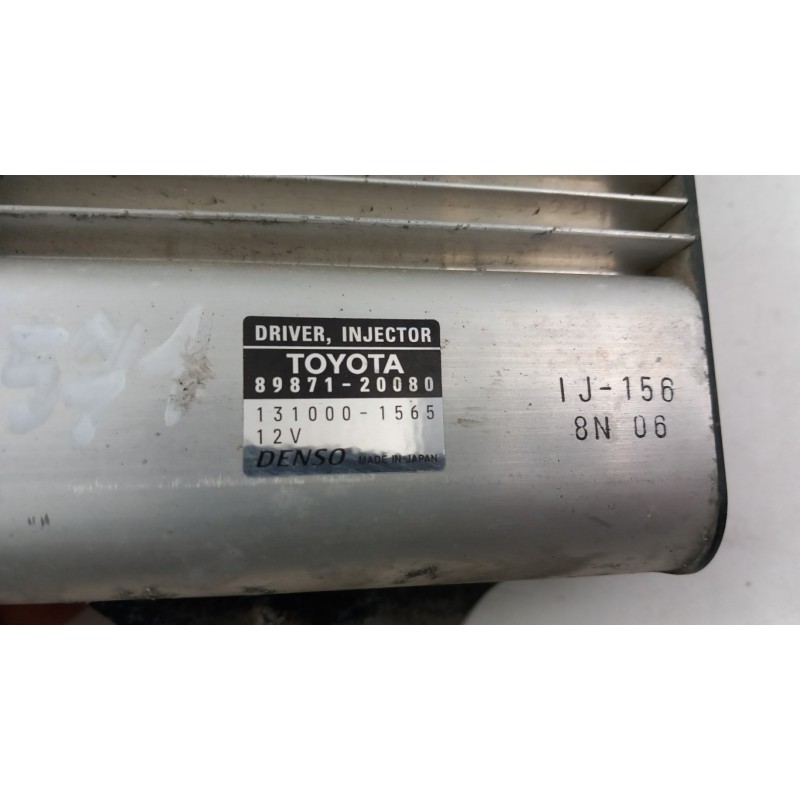 DRIVER, INJECTOR
TOYOTA
89871-20080
131000-1565
12V
DENSO MADE IN JAPAN
IJ-156
8N 06